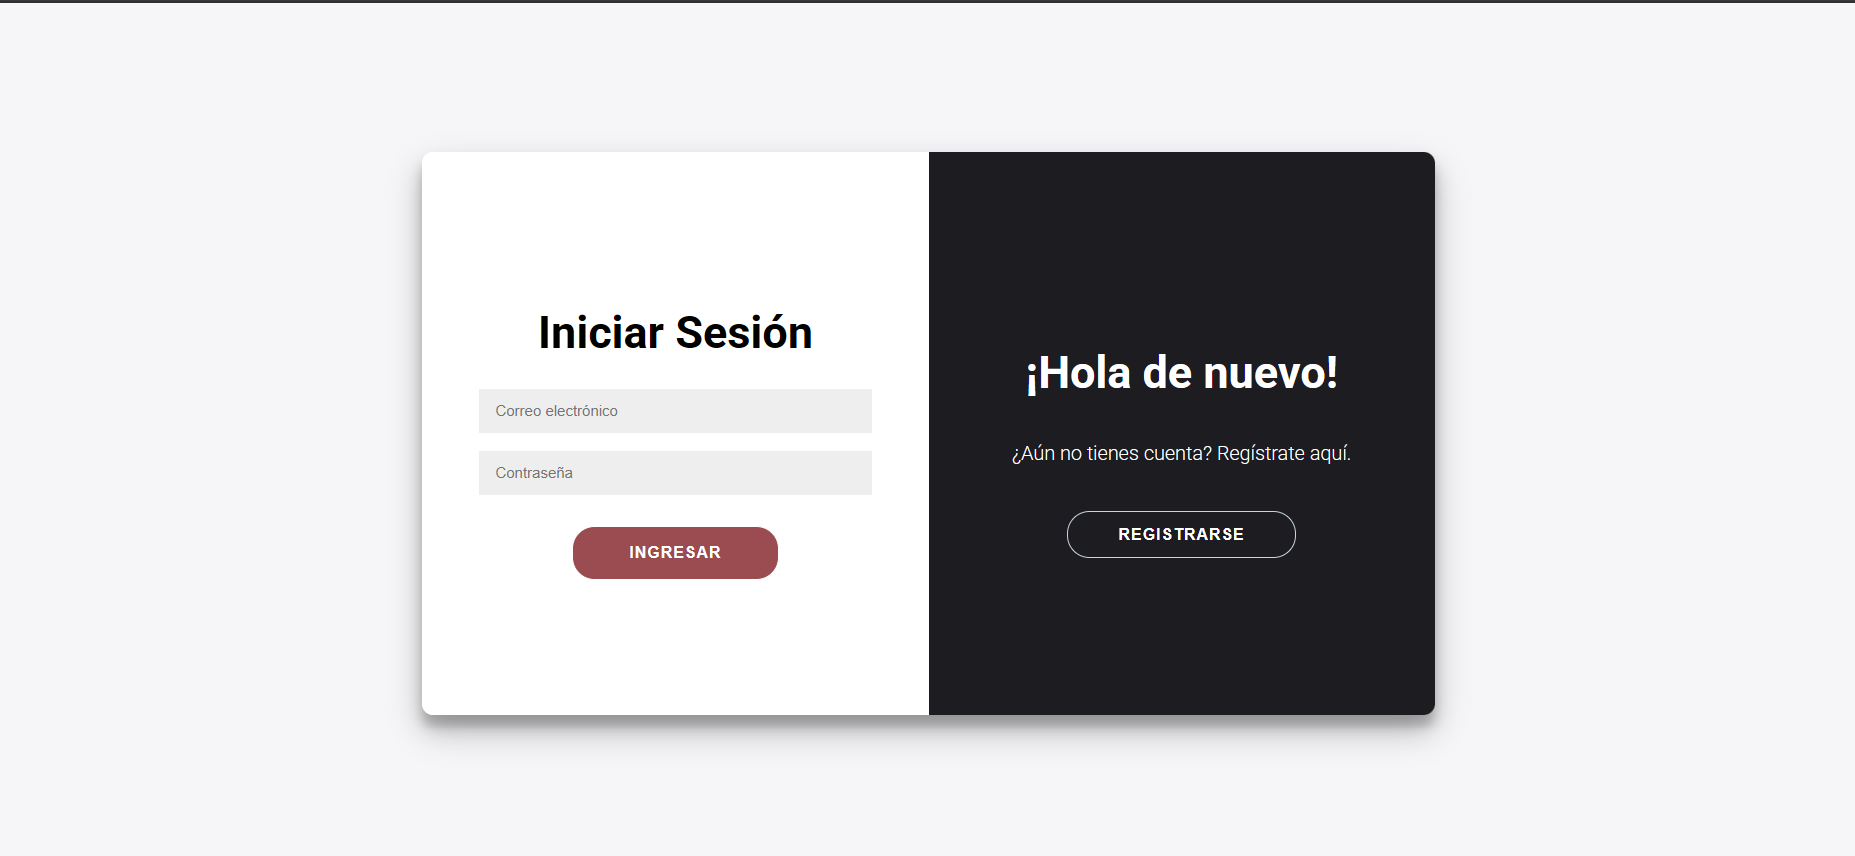 Iniciar Sesión
Correo electrónico
Contraseña
INGRESAR
¡Hola de nuevo!
¿Aún no tienes cuenta? Regístrate aquí.
REGISTRARSE